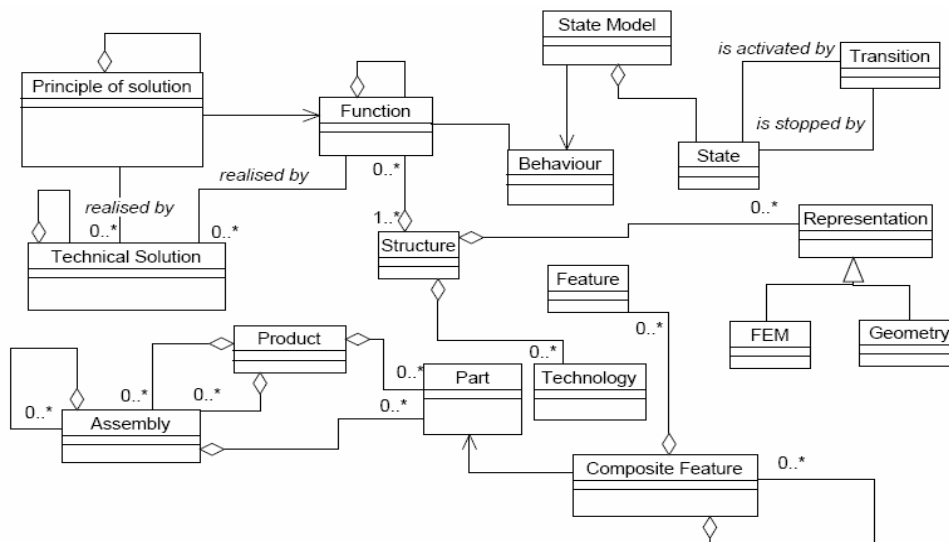 State Model
is activated by
Transition
Principle of solution
Function
is stopped by
Behaviour
State
0..*
realised by
realised by
0..*
0..*
1..*
0..*
Representation
Technical Solution
Structure
Feature
0..*
FEM
Geometry
Product
0..*
0..*
Part
Technology
0..*
0..*
0..*
0..*
Assembly
Composite Feature
0..*